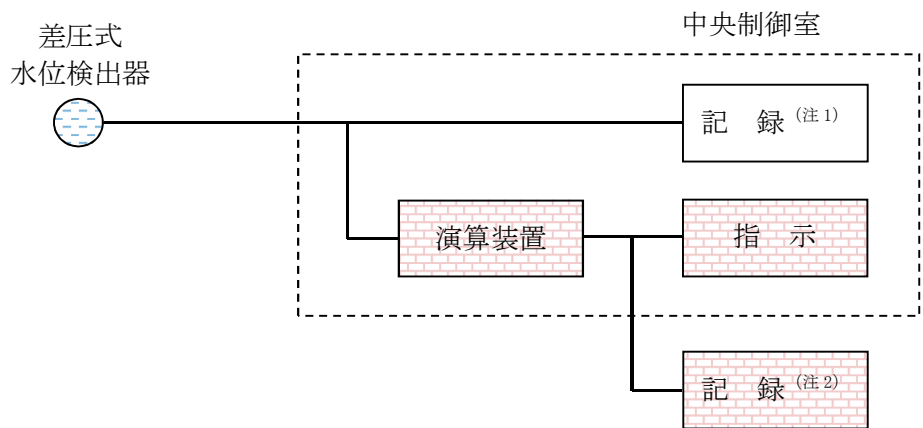 差圧式
水位検出器
中央制御室
記 録 (注1)
演算装置
指 示
記 録 (注2)